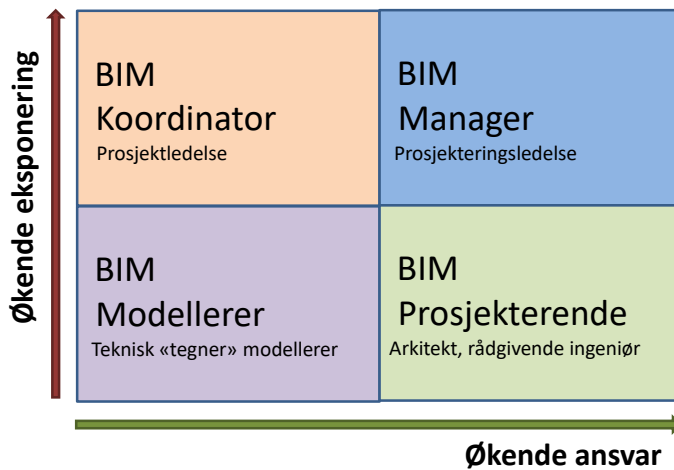 Økende eksponering
BIM
Koordinator
Prosjektledelse
BIM
Manager
Prosjekteringsledelse
BIM
Modellerer
Teknisk «tegner» modellerer
BIM
Prosjekterende
Arkitekt, rådgivende ingeniør
Økende ansvar